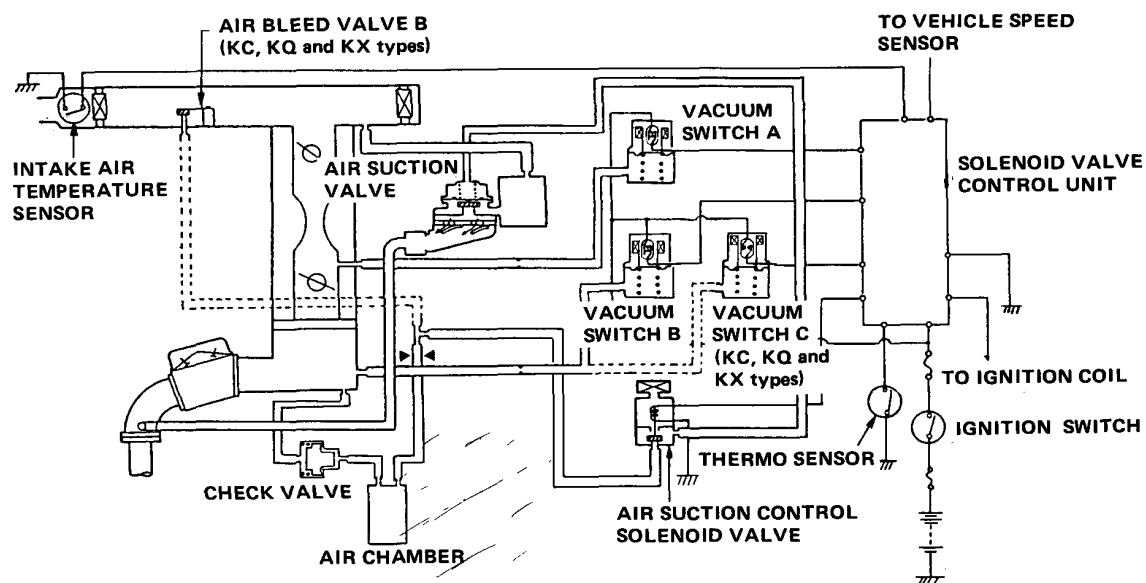 AIR BLEED VALVE B
(KC, KQ and KX types)
TO VEHICLE SPEED
SENSOR
VACUUM
SWITCH A
INTAKE AIR
TEMPERATURE
SENSOR
AIR SUCTION
VALVE
SOLENOID VALVE
CONTROL UNIT
VACUUM
SWITCH B
VACUUM
SWITCH C
(KC, KQ and
KX types)
TO IGNITION COIL
IGNITION SWITCH
THERMO SENSOR
CHECK VALVE
AIR CHAMBER
AIR SUCTION CONTROL
SOLENOID VALVE